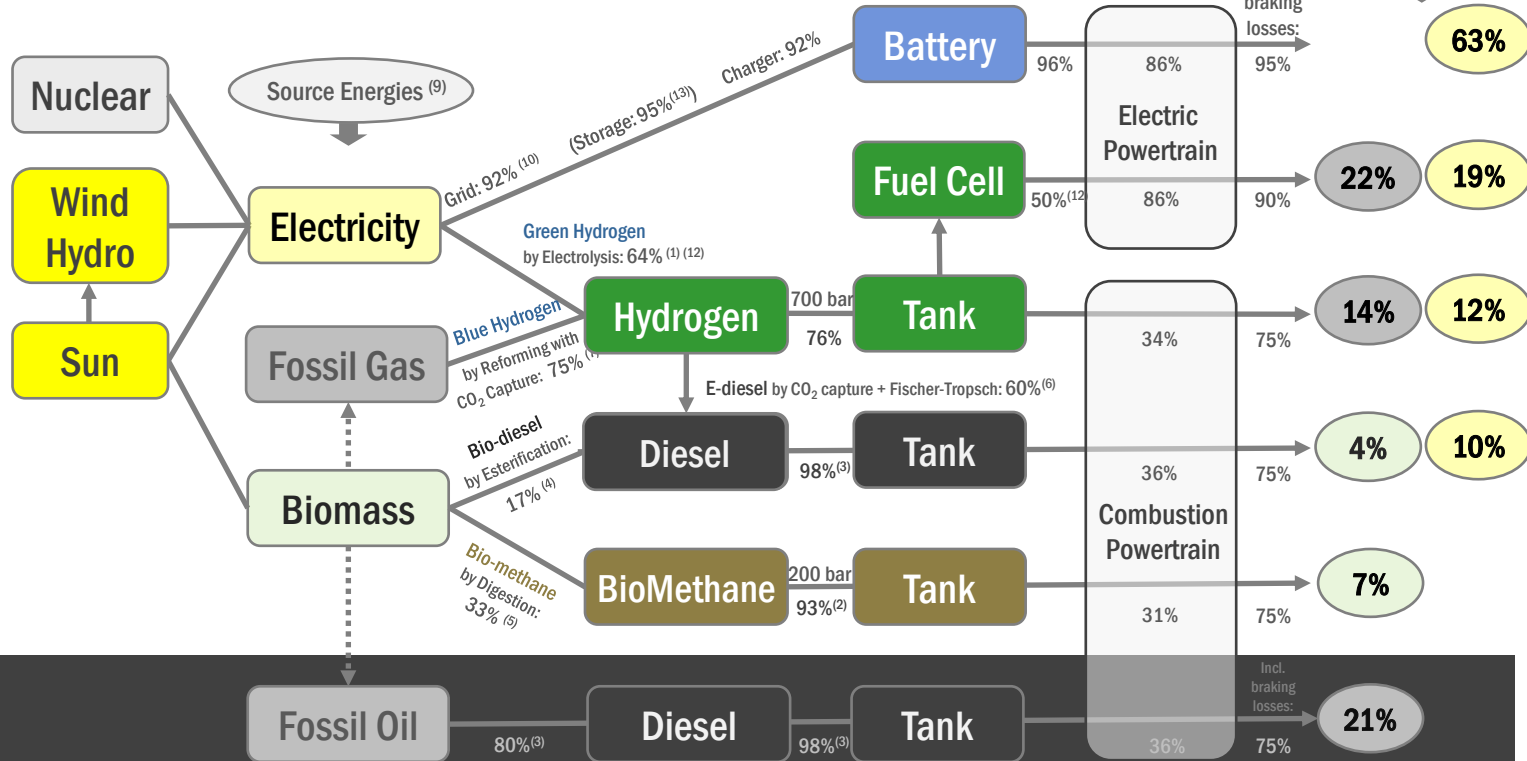 braking
losses:
Battery
63%
96%
86%
95%
Charger: 92%
Nuclear
Source Energies (9)
(Storage: 95%(13))
Electric
Powertrain
Grid: 92% (10)
Fuel Cell
22%
19%
50%(12)
86%
90%
Wind
Hydro
Electricity
Green Hydrogen
by Electrolysis: 64% (1) (12)
Hydrogen
700 bar
76%
Tank
14%
12%
34%
75%
Blue Hydrogen
by Reforming with
CO2 Capture: 75%
Sun
Fossil Gas
E-diesel by CO2 capture + Fischer-Tropsch: 60%(6)
Bio-diesel
by Esterification:
17% (4)
Diesel
98%(3)
Tank
4%
10%
36%
75%
Biomass
Combustion
Powertrain
Bio-methane
by Digestion:
33% (5)
BioMethane
200 bar
93%(2)
Tank
7%
31%
75%
Incl.
braking
losses:
Fossil Oil
80%(3)
Diesel
98%(3)
Tank
36%
75%
21%